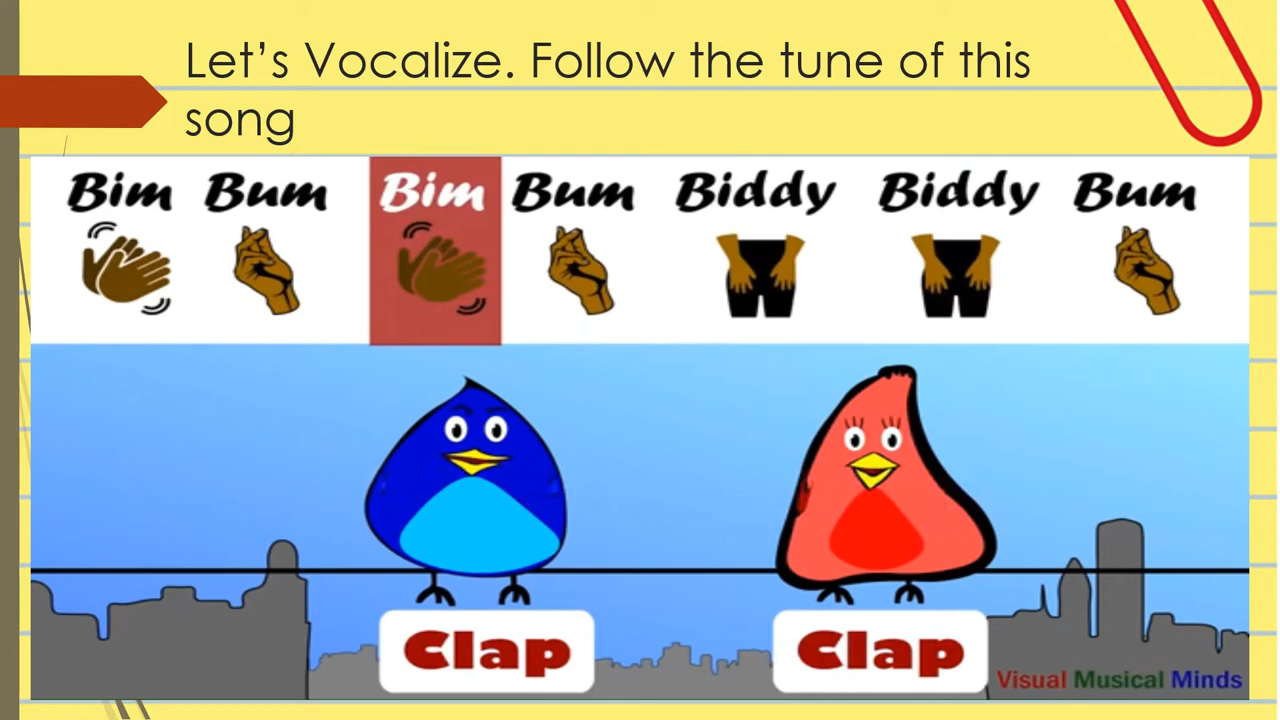 Let's Vocalize. Follow the tune of this
song
Bim Bum Bim Bum Biddy Biddy Bum
Clap Clap
Visual Musical Minds